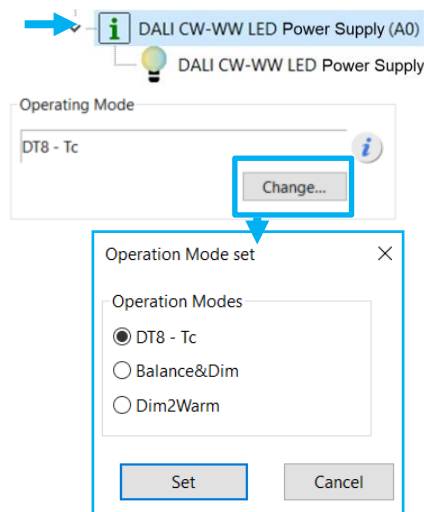 DALI CW-WW LED Power Supply (A0)
DALI CW-WW LED Power Supply
Operating Mode
DT8 - Tc
Change...
Operation Mode set
Operation Modes
DT8 - Tc
Balance&Dim
Dim2Warm
Set Cancel